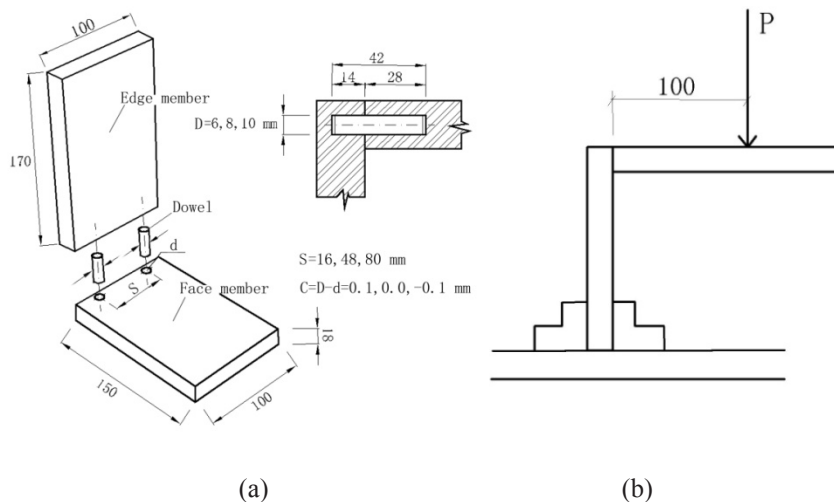 100
Edge member
170
Dowel
d
S
Face member
18
150
100
42
14
28
D=6,8,10 mm
S=16,48,80 mm
C=D-d=0.1,0.0,-0.1 mm
(a)
P
100
(b)